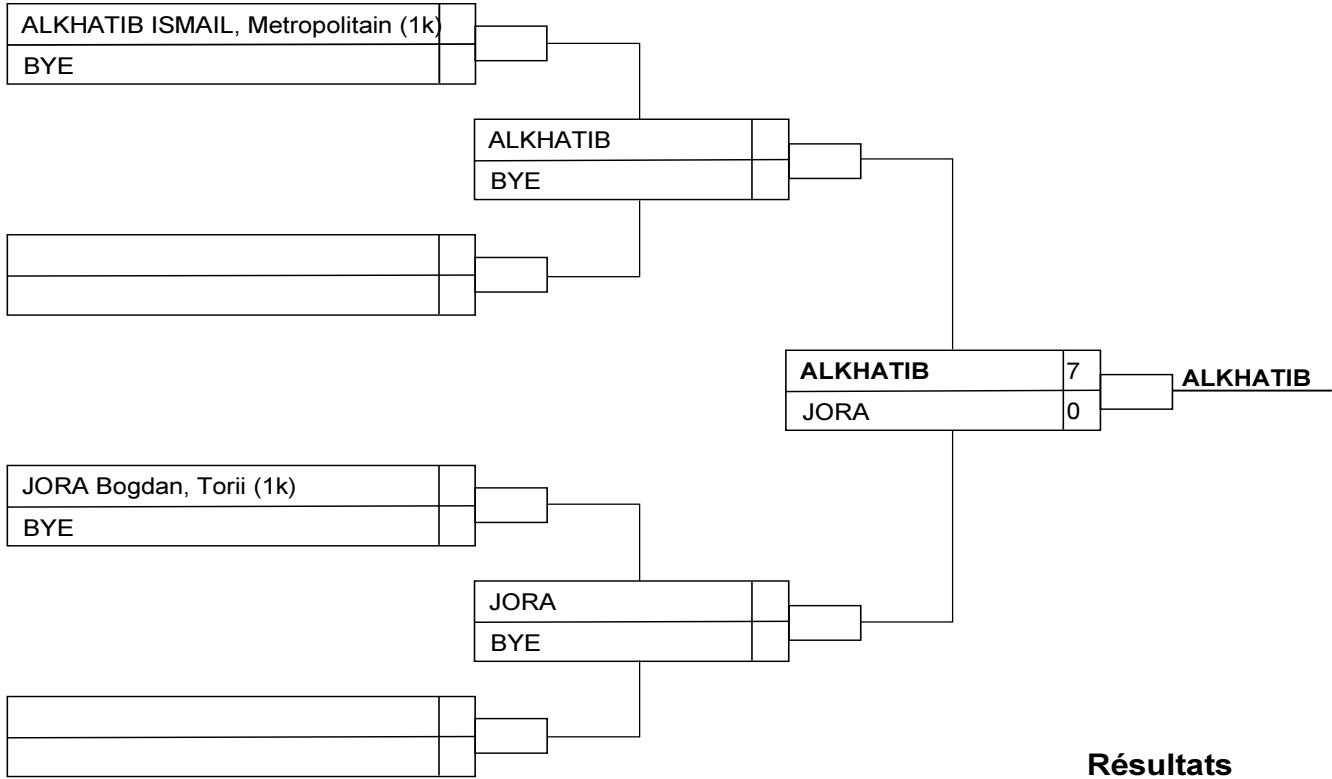 ALKHATIB ISMAIL, Metropolitain (1k)
BYE
ALKHATIB
BYE
ALKHATIB 7
JORA 0
ALKHATIB
JORA Bogdan, Torii (1k)
BYE
JORA
BYE
Résultats